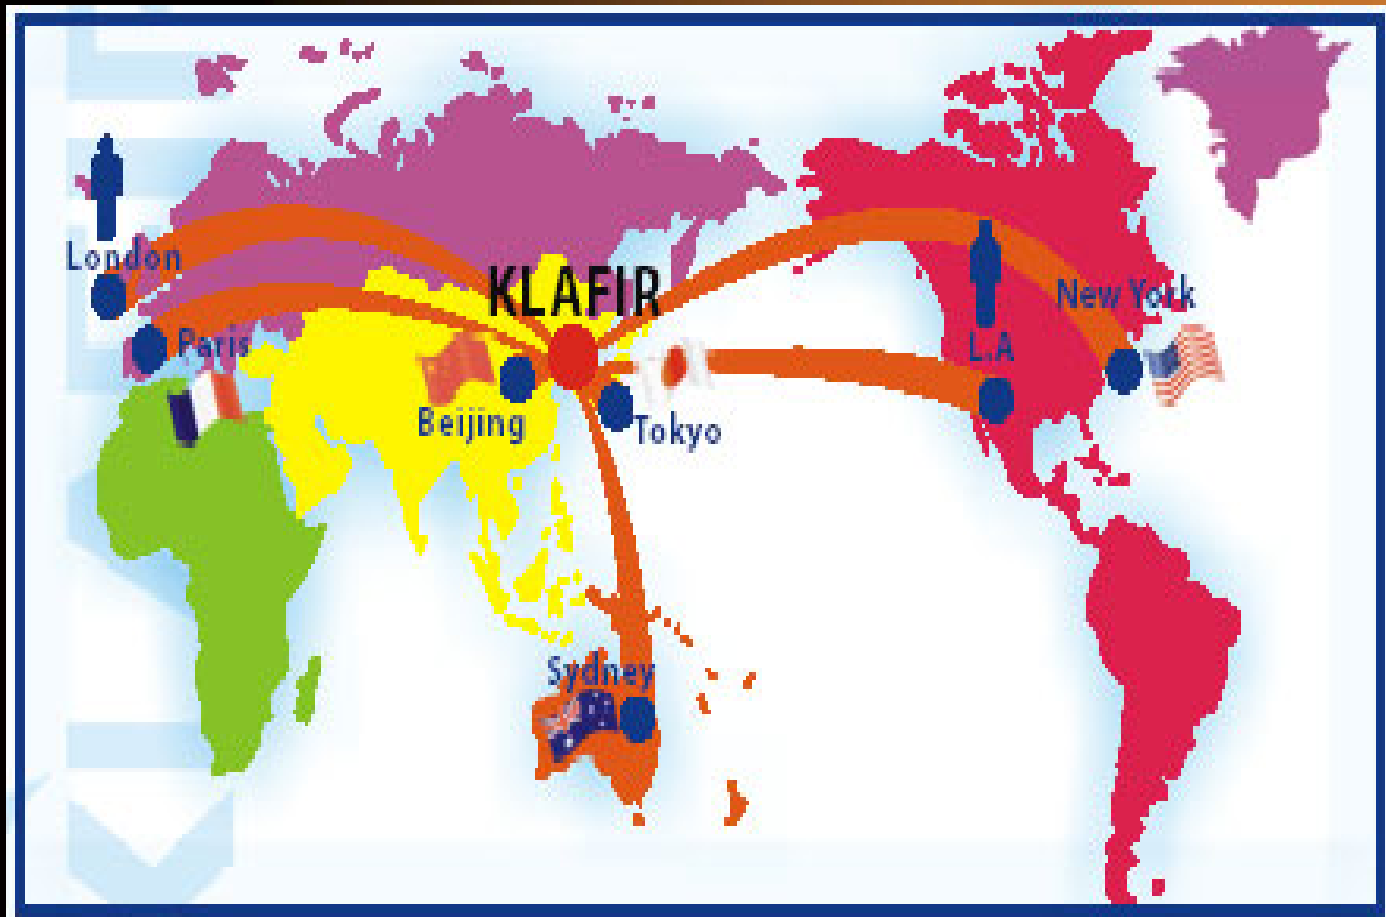 London
KLAFIR
New York
Paris
L.A
Beijing
Tokyo
Sydney